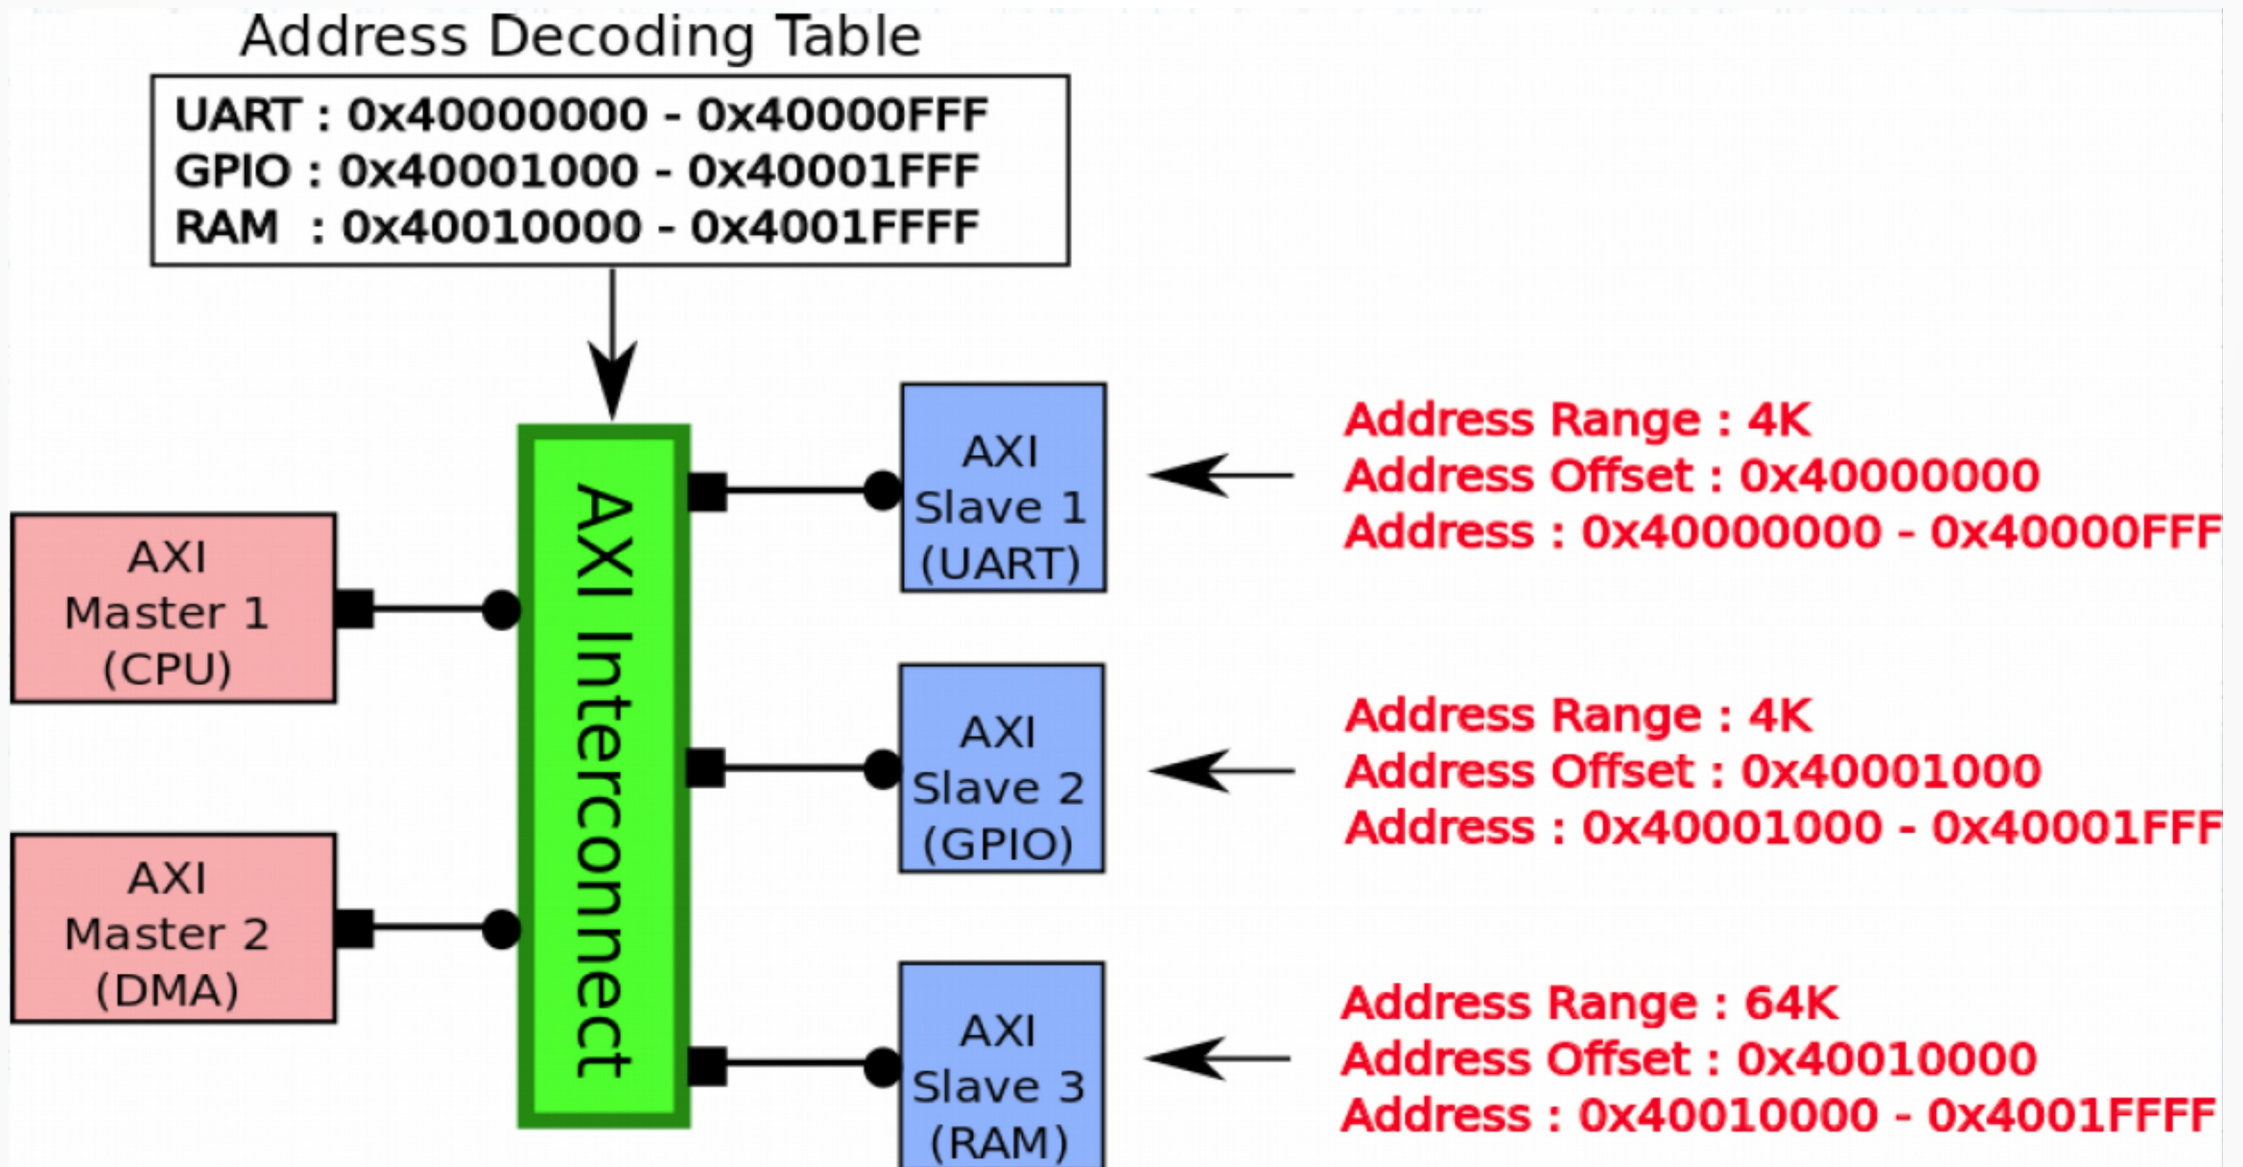 Address Decoding Table
UART : 0x40000000 - 0x40000FFF
GPIO : 0x40001000 - 0x40001FFF
RAM : 0x40010000 - 0x4001FFFF
AXI
Master 1
(CPU)
AXI
Master 2
(DMA)
AXI Interconnect
AXI
Slave 1
(UART)
Address Range : 4K
Address Offset : 0x40000000
Address : 0x40000000 - 0x40000FFF
AXI
Slave 2
(GPIO)
Address Range : 4K
Address Offset : 0x40001000
Address : 0x40001000 - 0x40001FFF
AXI
Slave 3
(RAM)
Address Range : 64K
Address Offset : 0x40010000
Address : 0x40010000 - 0x4001FFFF